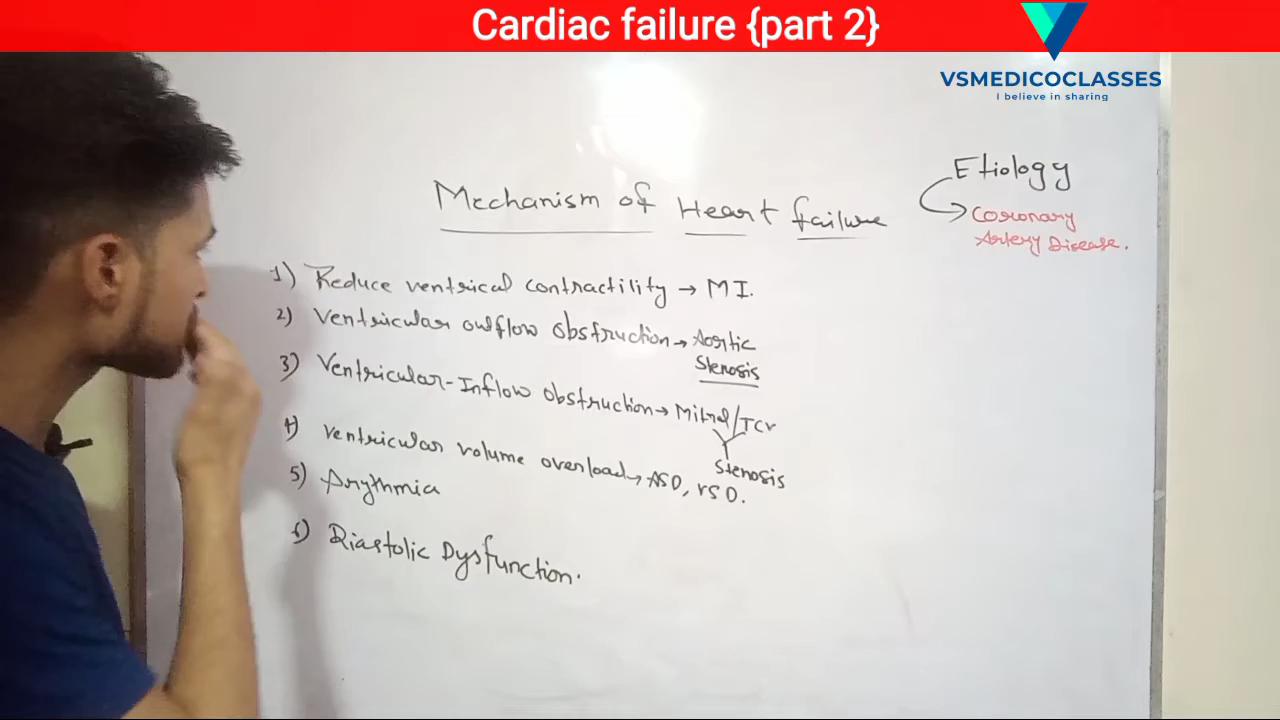 Cardiac failure {part 2}
VSMEDICOCLASSES
I believe in sharing
Etiology
Coronary
Artery Disease.
Mechanism of Heart failure
1) Reduce ventrical contractility → MI.
2) Ventricular outflow obstruction → Aortic
Stenosis
3) Ventricular-Inflow obstruction → Mitral/TCV
Stenosis
4) Ventricular volume overload → ASD, VSD.
5) Arythmia
6) Diastolic Dysfunction.